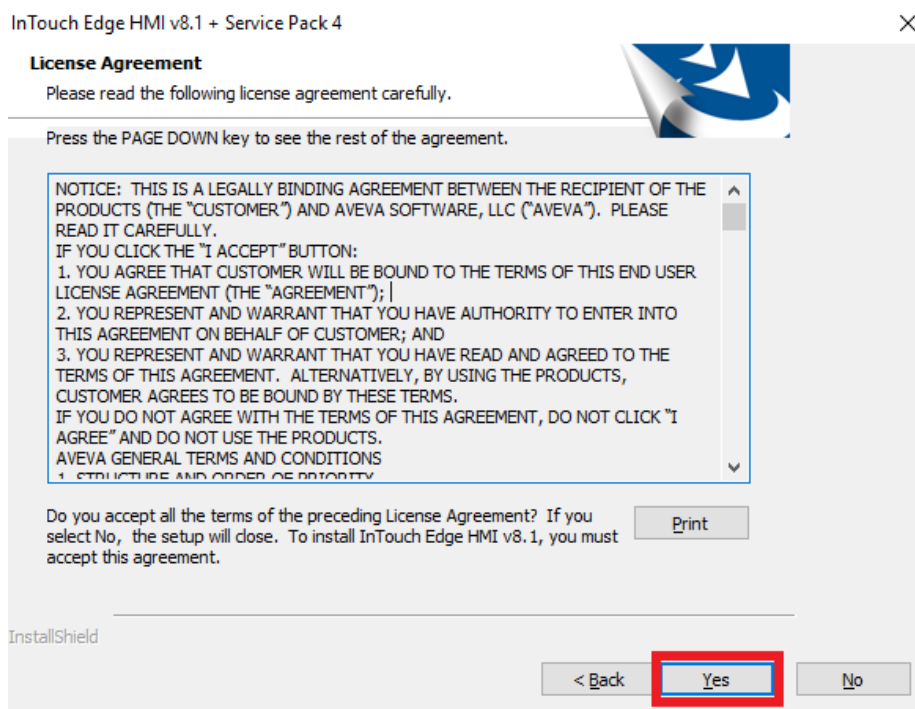 InTouch Edge HMI v8.1 + Service Pack 4
License Agreement
Please read the following license agreement carefully.
Press the PAGE DOWN key to see the rest of the agreement.
NOTICE:  THIS IS A LEGALLY BINDING AGREEMENT BETWEEN THE RECIPIENT OF THE
PRODUCTS (THE “CUSTOMER”) AND AVEVA SOFTWARE, LLC (“AVEVA”).  PLEASE
READ IT CAREFULLY.
IF YOU CLICK THE “I ACCEPT” BUTTON:
1. YOU AGREE THAT CUSTOMER WILL BE BOUND TO THE TERMS OF THIS END USER
LICENSE AGREEMENT (THE “AGREEMENT”);
2. YOU REPRESENT AND WARRANT THAT YOU HAVE AUTHORITY TO ENTER INTO
THIS AGREEMENT ON BEHALF OF CUSTOMER; AND
3. YOU REPRESENT AND WARRANT THAT YOU HAVE READ AND AGREED TO THE
TERMS OF THIS AGREEMENT.  ALTERNATIVELY, BY USING THE PRODUCTS,
CUSTOMER AGREES TO BE BOUND BY THESE TERMS.
IF YOU DO NOT AGREE WITH THE TERMS OF THIS AGREEMENT, DO NOT CLICK “I
AGREE” AND DO NOT USE THE PRODUCTS.
AVEVA GENERAL TERMS AND CONDITIONS
1. STRUCTURE AND ORDER OF PRIORITY
Do you accept all the terms of the preceding License Agreement?  If you
select No,  the setup will close.  To install InTouch Edge HMI v8.1, you must
accept this agreement.
Print
InstallShield
< Back
Yes
No